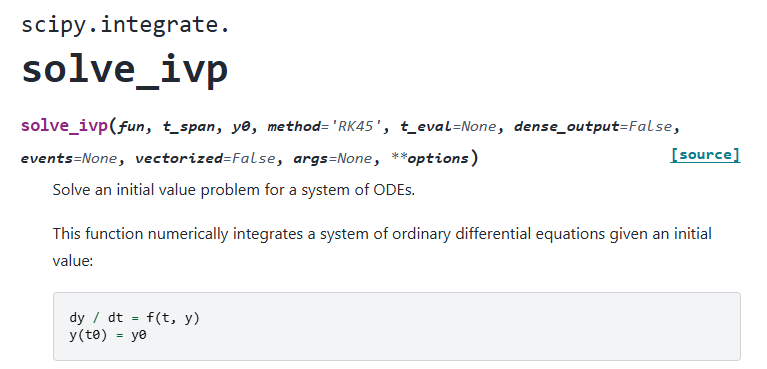 scipy.integrate.
solve_ivp
solve_ivp(fun, t_span, y0, method='RK45', t_eval=None, dense_output=False,
events=None, vectorized=False, args=None, **options)
[source]
Solve an initial value problem for a system of ODEs.
This function numerically integrates a system of ordinary differential equations given an initial
value:
dy / dt = f(t, y)
y(t0) = y0